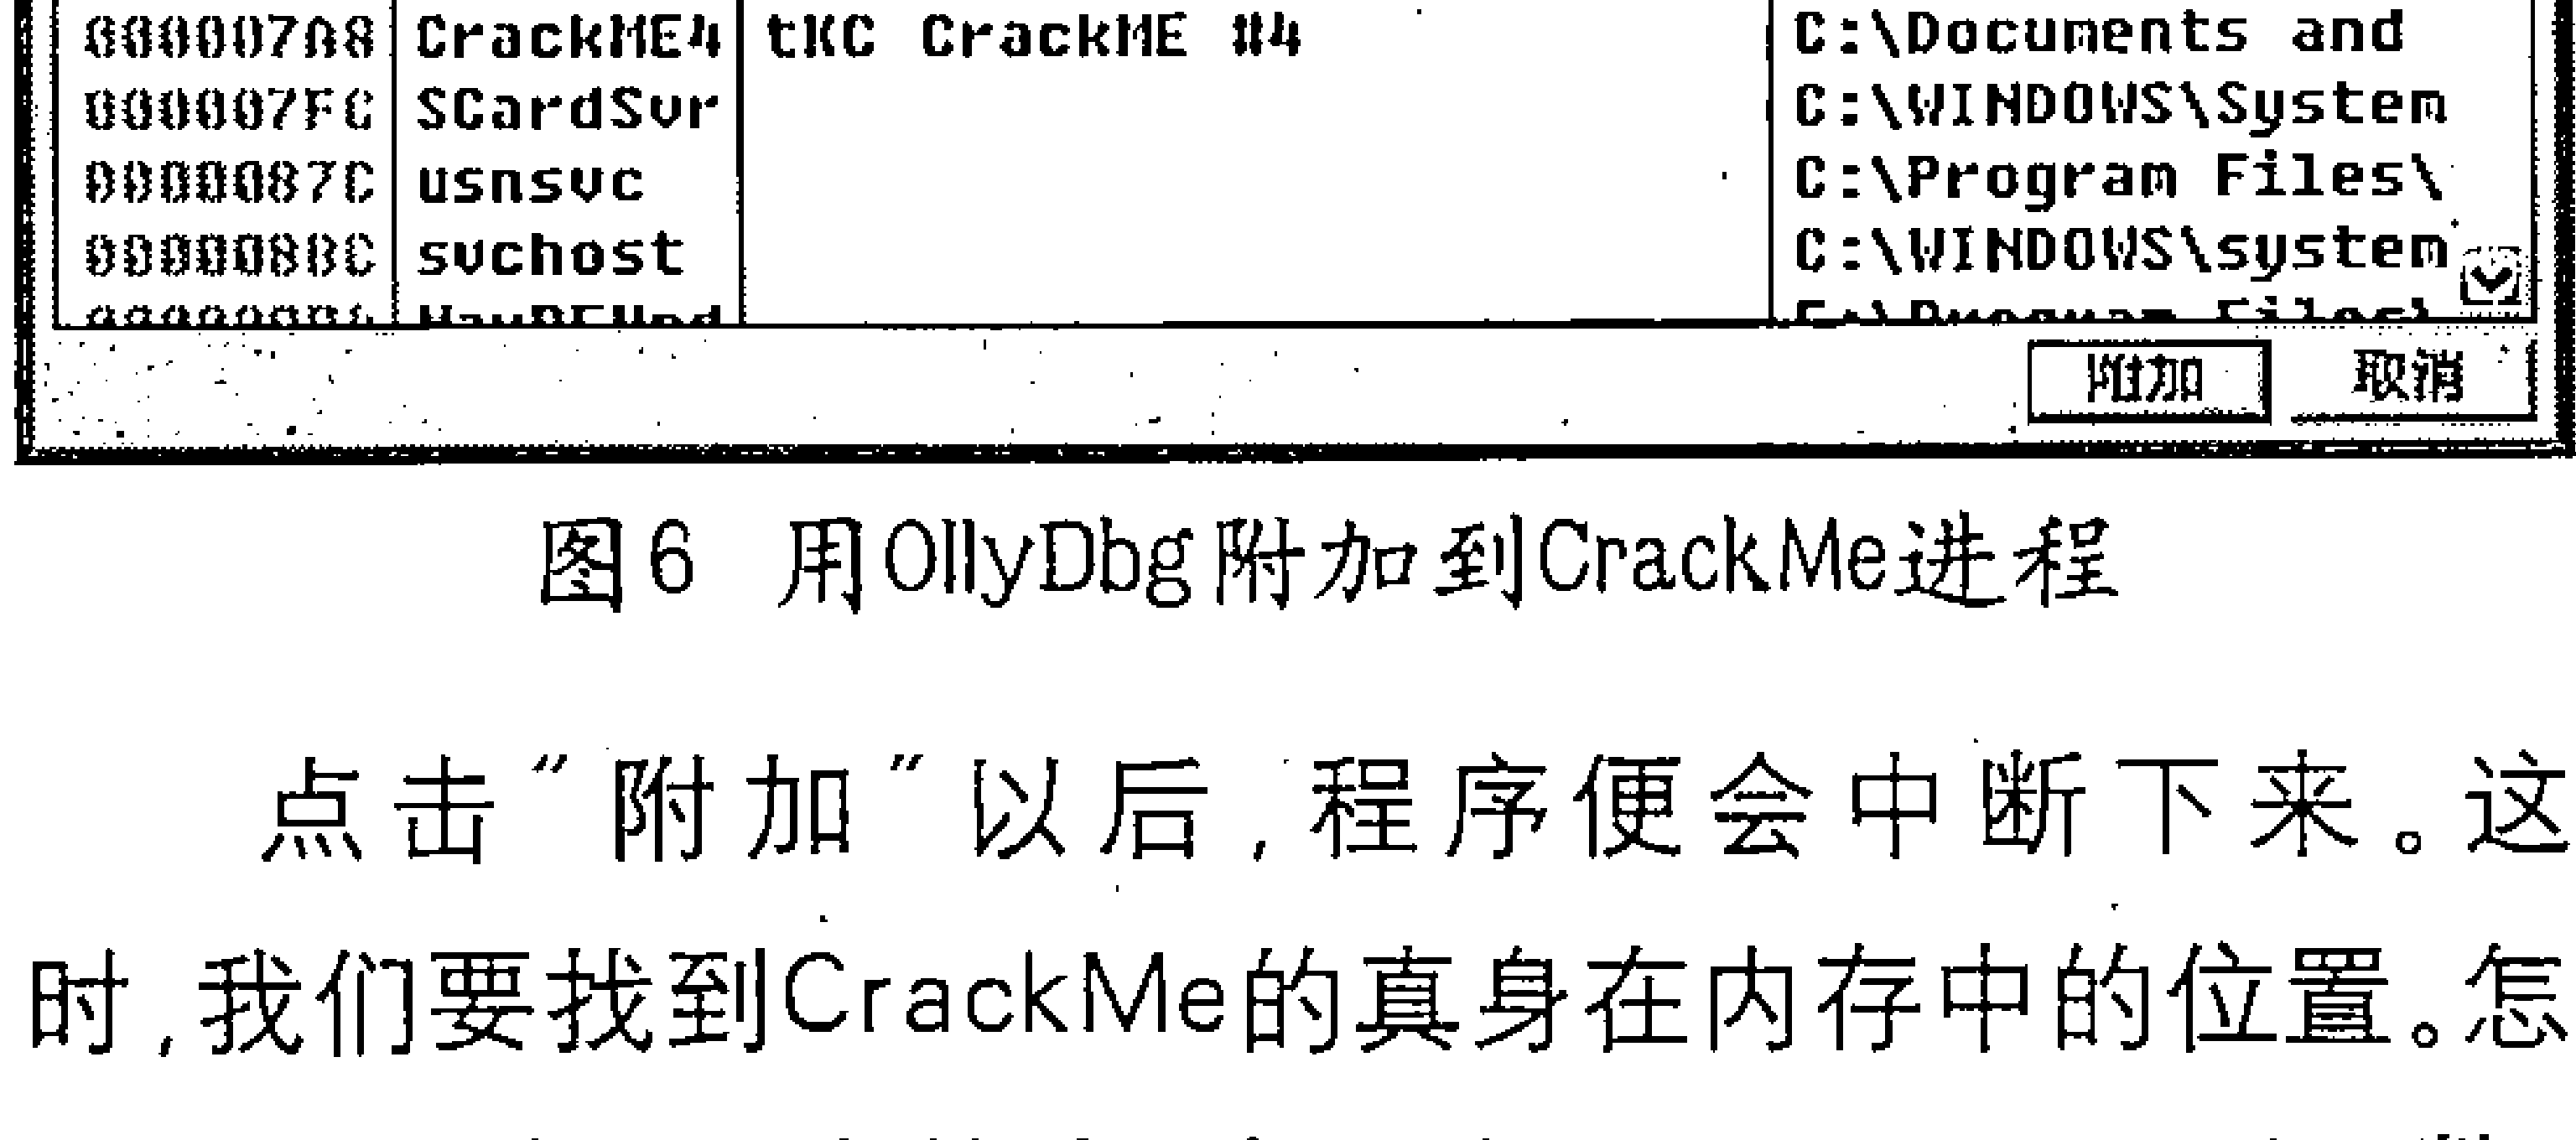 000007A8 CrackME4 tKC CrackME #4 C:\Documents and
000007FC SCardSvr C:\WINDOWS\System
0000087C usnsvc C:\Program Files\
000008BC svchost C:\WINDOWS\system
附加 取消
图6 用OllyDbg附加到CrackMe进程
点击"附加"以后,程序便会中断下来。这
时,我们要找到CrackMe的真身在内存中的位置。怎